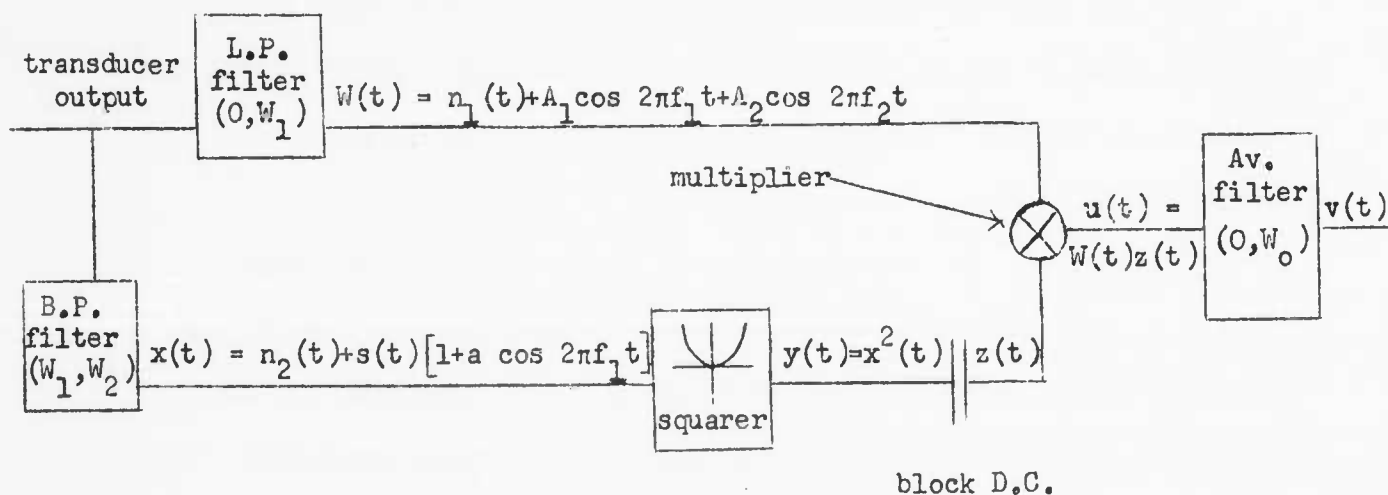 transducer
output
L.P.
filter
(0,W₁)
W(t) = n₁(t)+A₁cos 2πf₁t+A₂cos 2πf₂t
multiplier
u(t) =
W(t)z(t)
Av.
filter
(0,Wₒ)
v(t)
B.P.
filter
(W₁,W₂)
x(t) = n₂(t)+s(t)[1+a cos 2πf₁t]
squarer
y(t)=x²(t)
z(t)
block D.C.